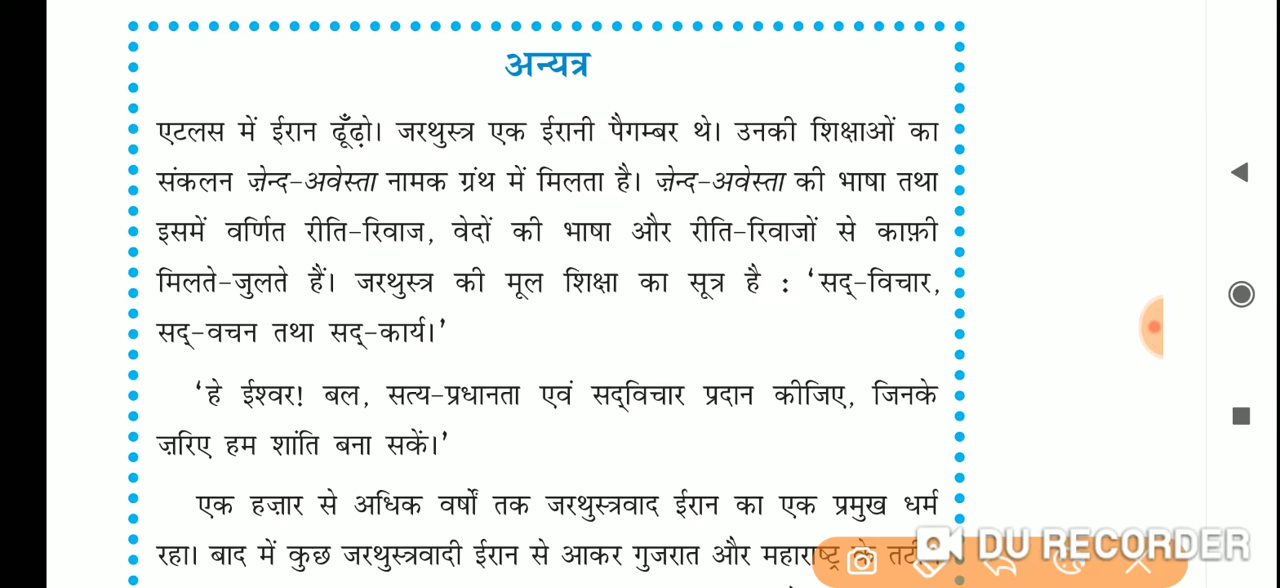 अन्यत्र
एटलस में ईरान ढूँढ़ो। जरथुस्त्र एक ईरानी पैगम्बर थे। उनकी शिक्षाओं का
संकलन ज़ेन्द-अवेस्ता नामक ग्रंथ में मिलता है। ज़ेन्द-अवेस्ता की भाषा तथा
इसमें वर्णित रीति-रिवाज, वेदों की भाषा और रीति-रिवाजों से काफ़ी
मिलते-जुलते हैं। जरथुस्त्र की मूल शिक्षा का सूत्र है : ‘सद्-विचार,
सद्-वचन तथा सद्-कार्य।’
‘हे ईश्वर! बल, सत्य-प्रधानता एवं सद्‌विचार प्रदान कीजिए, जिनके
ज़रिए हम शांति बना सकें।’
एक हज़ार से अधिक वर्षों तक जरथुस्त्रवाद ईरान का एक प्रमुख धर्म
रहा। बाद में कुछ जरथुस्त्रवादी ईरान से आकर गुजरात और महाराष्ट्र के
DU RECORDER